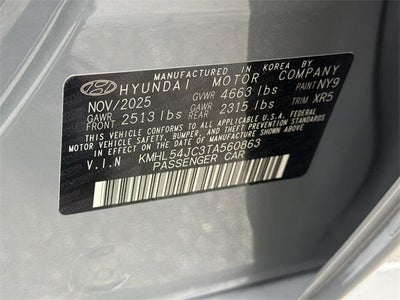 MANUFACTURED IN KOREA BY
HYUNDAI MOTOR COMPANY
NOV/2025 GVWR 4663 lbs PAINT NY9
GAWR FRONT 2513 lbs GAWR REAR 2315 lbs TRIM XR5
THIS VEHICLE CONFORMS TO ALL APPLICABLE U.S.A. FEDERAL
MOTOR VEHICLE SAFETY, BUMPER, AND THEFT PREVENTION STANDARDS
IN EFFECT ON THE DATE OF MANUFACTURE SHOWN ABOVE.
V.I.N KMHL54JC3TA560863
PASSENGER CAR